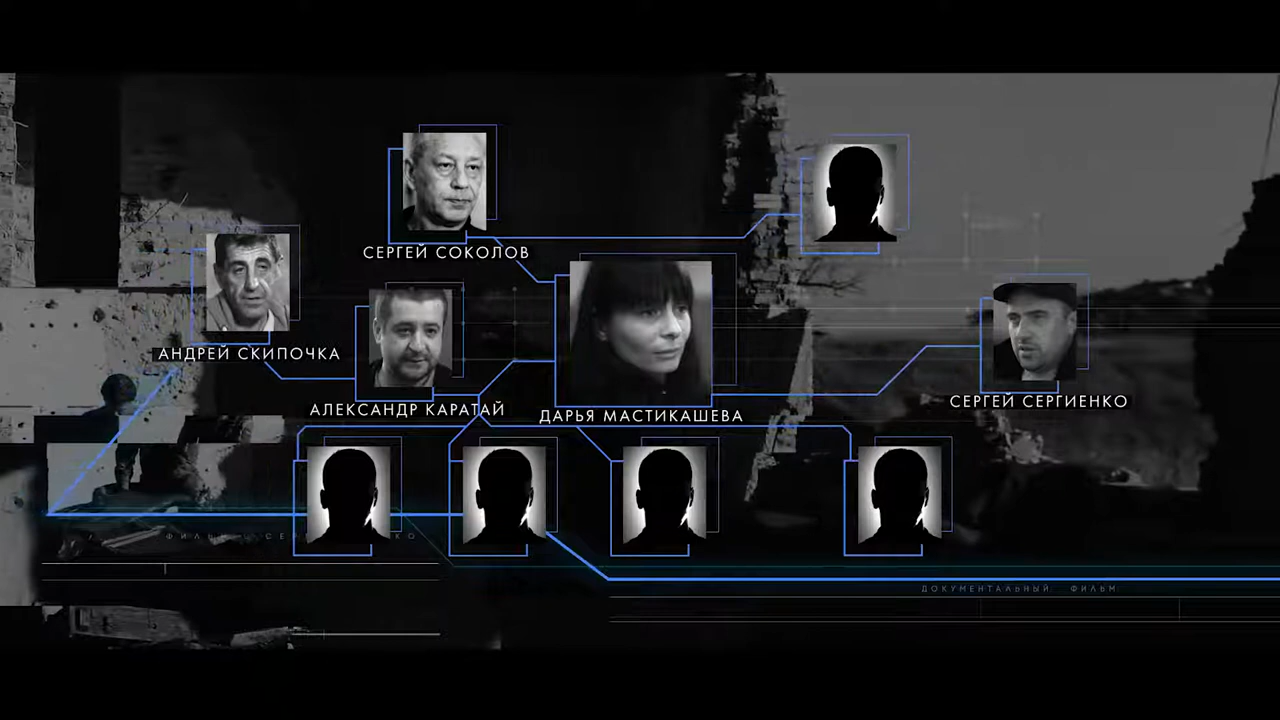 СЕРГЕЙ СОКОЛОВ
АНДРЕЙ СКИПОЧКА
АЛЕКСАНДР КАРАТАЙ
ДАРЬЯ МАСТИКАШЕВА
СЕРГЕЙ СЕРГИЕНКО
ДОКУМЕНТАЛЬНЫЙ ФИЛЬМ